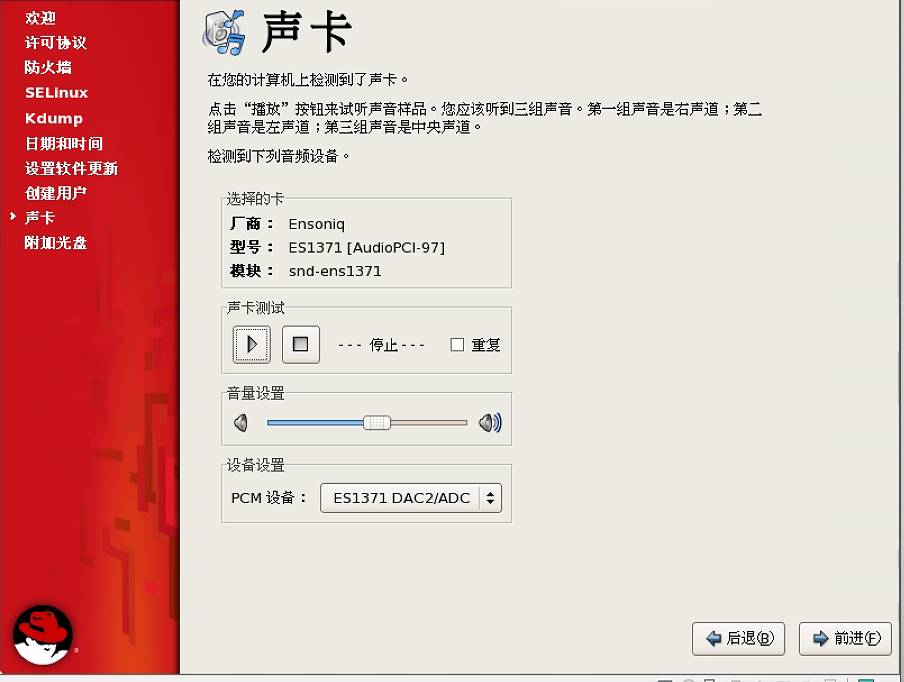 欢迎
许可协议
防火墙
SELinux
Kdump
日期和时间
设置软件更新
创建用户
声卡
附加光盘
声卡
在您的计算机上检测到了声卡。
点击“播放”按钮来试听声音样品。您应该听到三组声音。第一组声音是右声道；第二
组声音是左声道；第三组声音是中央声道。
检测到下列音频设备。
选择的卡
厂商： Ensoniq
型号： ES1371 [AudioPCI-97]
模块： snd-ens1371
声卡测试
--- 停止--- 重复
音量设置
设备设置
PCM 设备： ES1371 DAC2/ADC
后退(B) 前进(F)